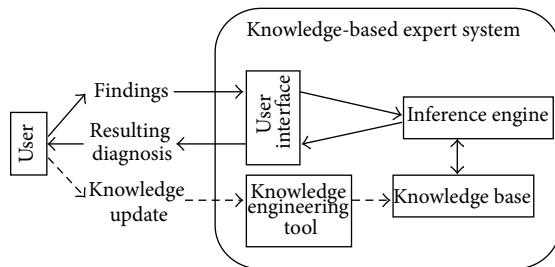 Knowledge-based expert system
User
Findings
Resulting
diagnosis
Knowledge
update
User
interface
Knowledge
engineering
tool
Inference engine
Knowledge base